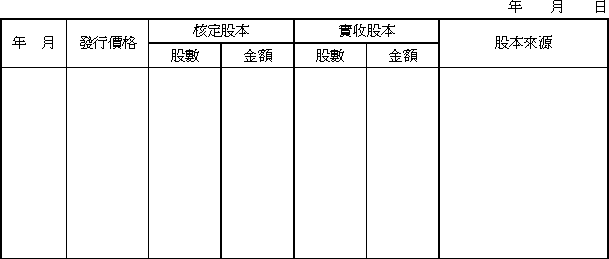 年　月　日
年　月　發行價格　核定股本　實收股本　股本來源
股數　金額　股數　金額